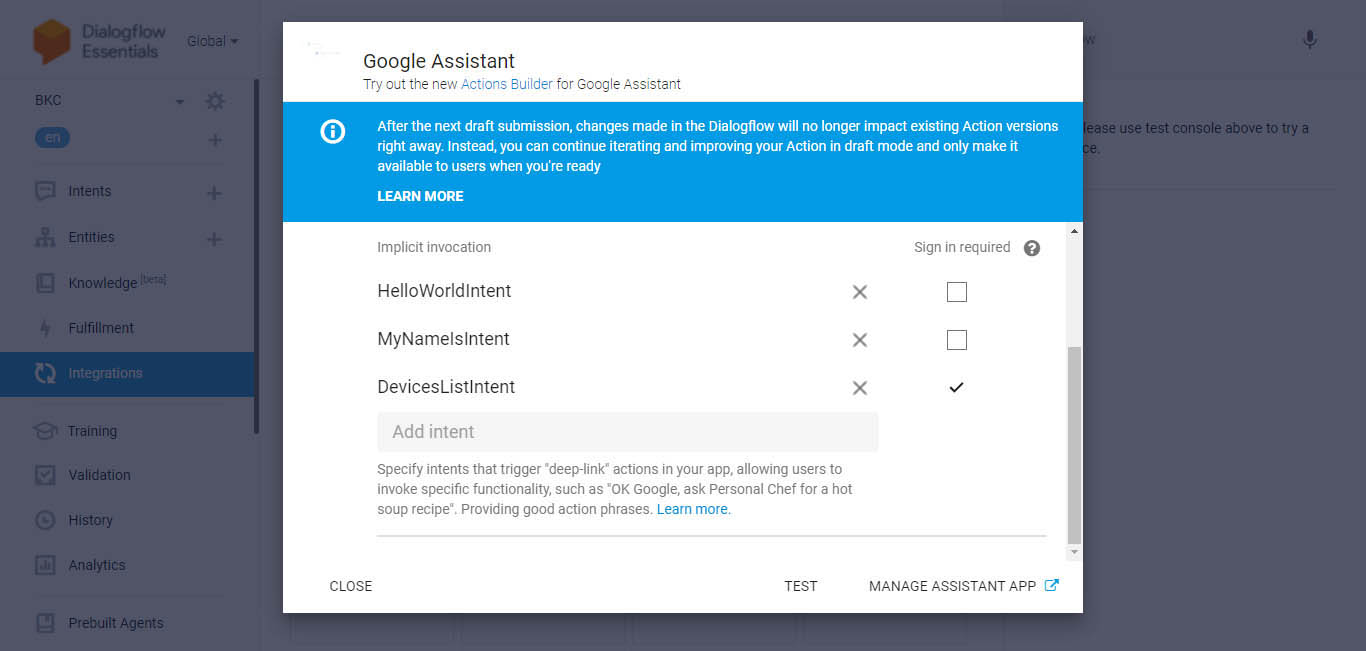 Dialogflow
Essentials
Global
BKC
en
Intents
Entities
Knowledge [beta]
Fulfillment
Integrations
Training
Validation
History
Analytics
Prebuilt Agents
Google Assistant
Try out the new Actions Builder for Google Assistant
After the next draft submission, changes made in the Dialogflow will no longer impact existing Action versions
right away. Instead, you can continue iterating and improving your Action in draft mode and only make it
available to users when you're ready
LEARN MORE
Implicit invocation
Sign in required
HelloWorldIntent
MyNameIsIntent
DevicesListIntent
Add intent
Specify intents that trigger "deep-link" actions in your app, allowing users to
invoke specific functionality, such as "OK Google, ask Personal Chef for a hot
soup recipe". Providing good action phrases. Learn more.
CLOSE
TEST
MANAGE ASSISTANT APP
use test console above to try a